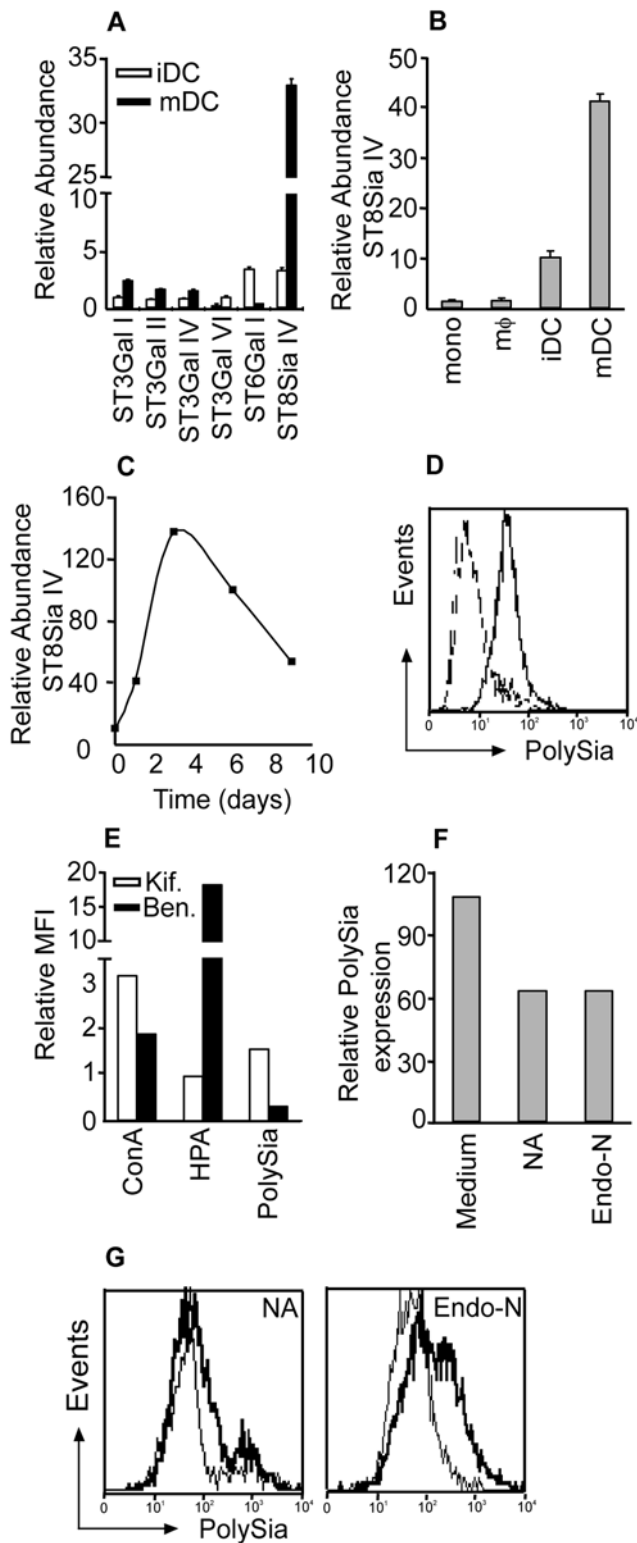 A
Relative Abundance
35
30
25
10
5
0
iDC
mDC
ST3Gal I
ST3Gal II
ST3Gal IV
ST3Gal VI
ST6Gal I
ST8Sia IV
B
Relative Abundance
ST8Sia IV
50
40
30
20
10
0
mono
mφ
iDC
mDC
C
Relative Abundance
ST8Sia IV
160
120
80
40
0
0 2 4 6 8 10
Time (days)
D
Events
0 10¹ 10² 10³ 10⁴
PolySia
E
Relative MFI
20
15
10
3
2
1
0
Kif.
Ben.
ConA
HPA
PolySia
F
Relative PolySia
expression
120
90
60
30
0
Medium
NA
Endo-N
G
Events
NA
0 10¹ 10² 10³ 10⁴
PolySia
Endo-N
0 10¹ 10² 10³ 10⁴